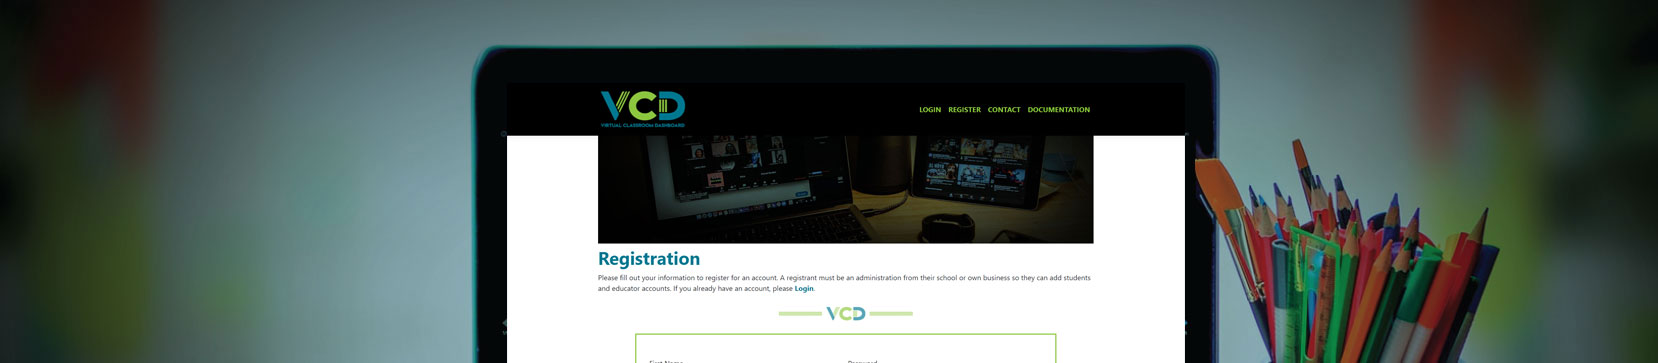 VCD
VIRTUAL CLASSROOM DASHBOARD
LOGIN REGISTER CONTACT DOCUMENTATION
Registration
Please fill out your information to register for an account. A registrant must be an administration from their school or own business so they can add students
and educator accounts. If you already have an account, please Login.
VCD
First Name Password